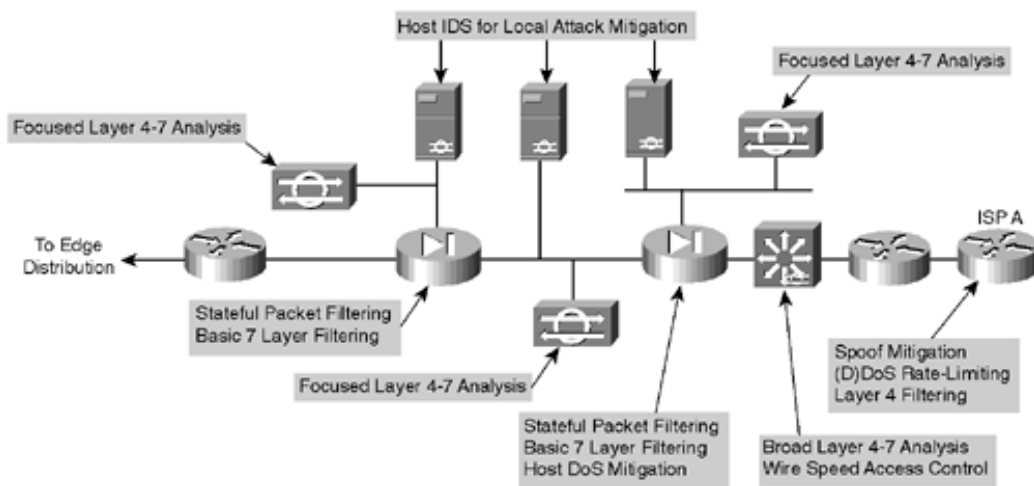 Host IDS for Local Attack Mitigation
Focused Layer 4-7 Analysis
Focused Layer 4-7 Analysis
ISP A
To Edge
Distribution
Stateful Packet Filtering
Basic 7 Layer Filtering
Focused Layer 4-7 Analysis
Spoof Mitigation
(D)DoS Rate-Limiting
Layer 4 Filtering
Stateful Packet Filtering
Basic 7 Layer Filtering
Host DoS Mitigation
Broad Layer 4-7 Analysis
Wire Speed Access Control